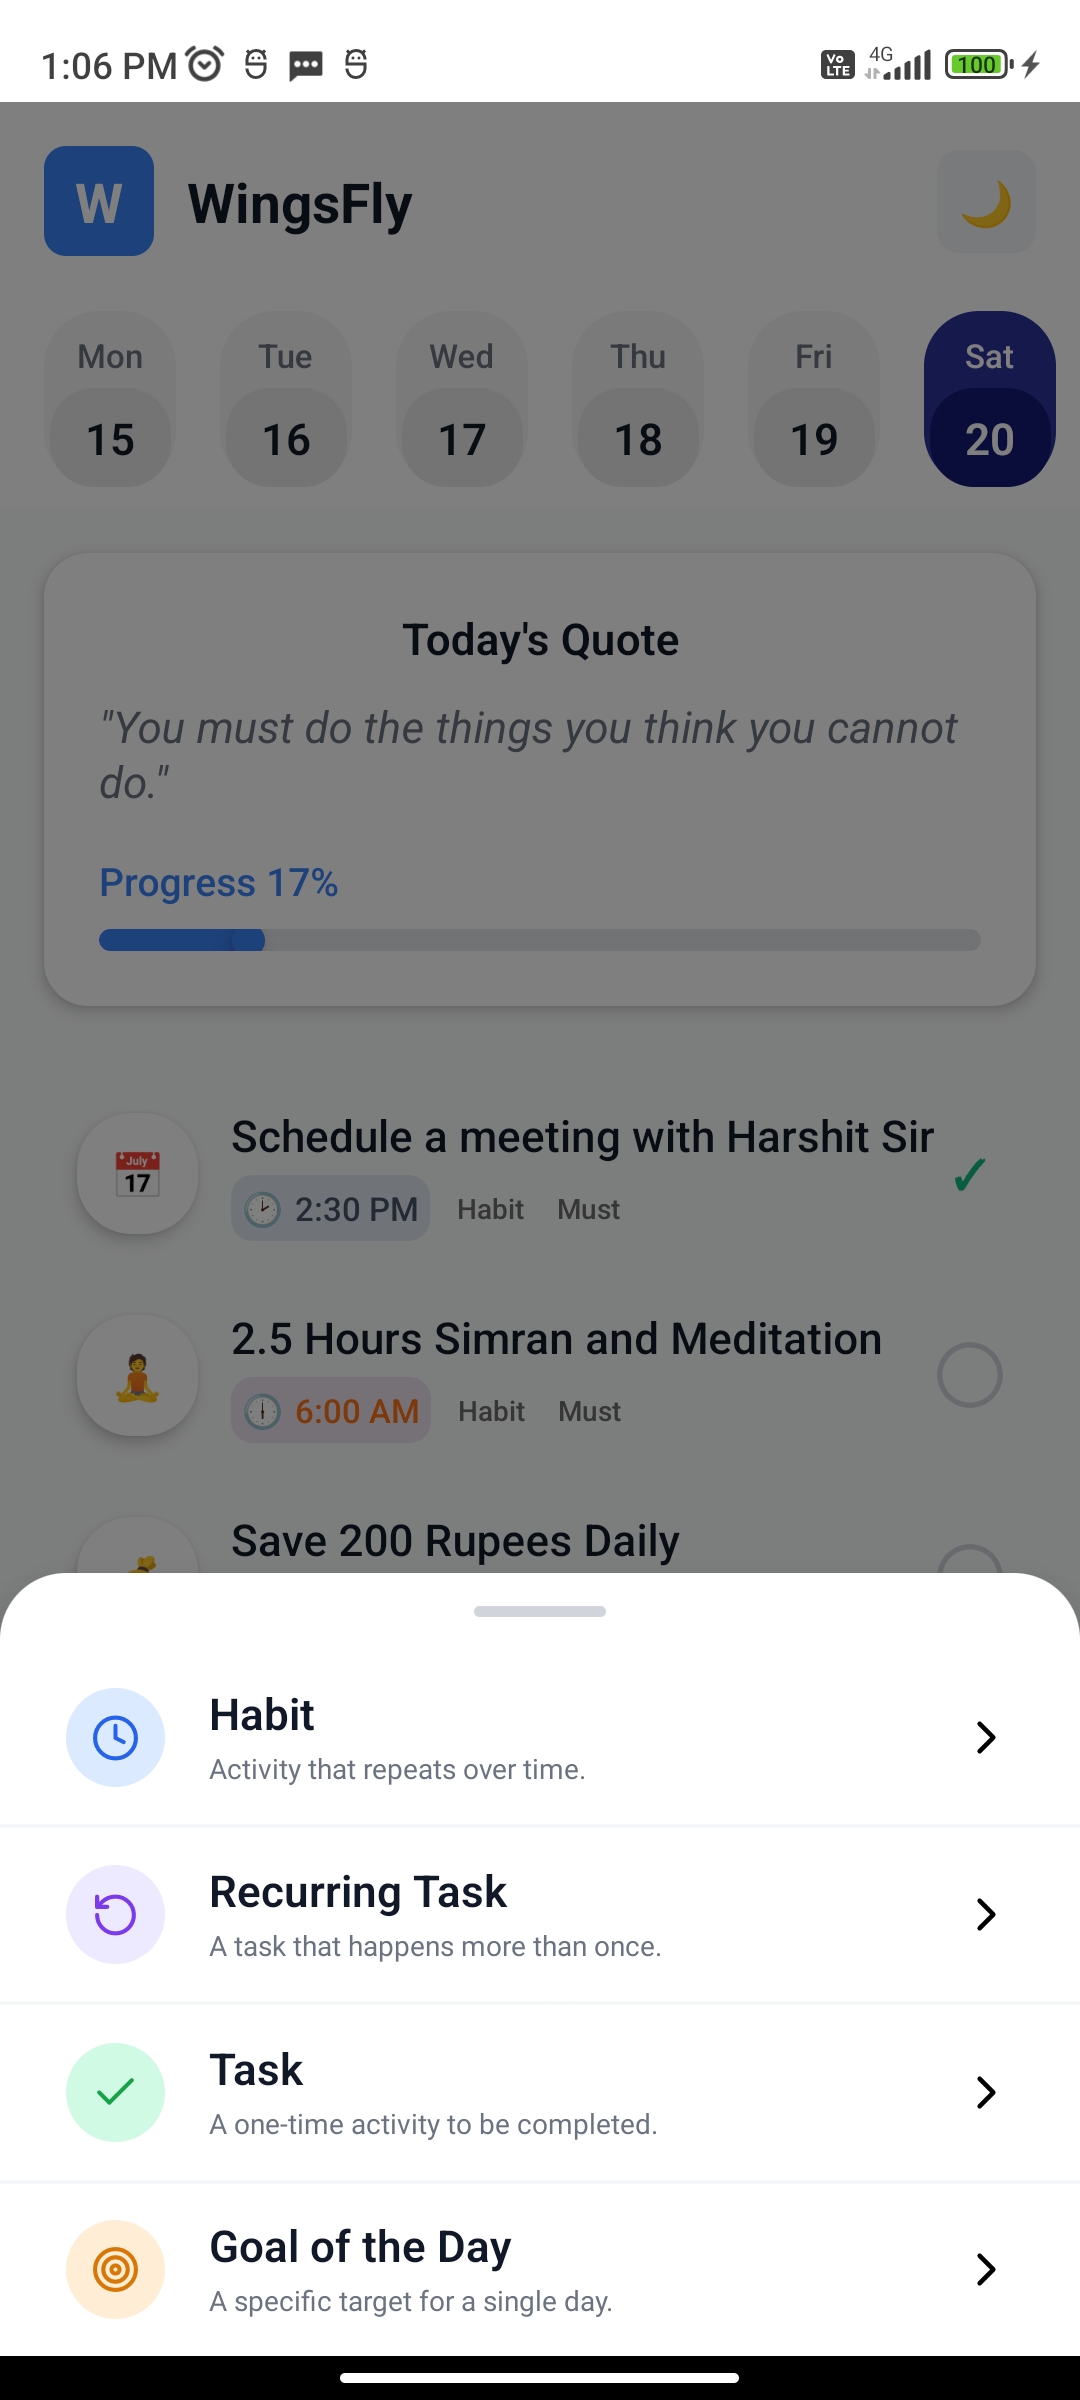 1:06 PM
Vo LTE 4G 100
W WingsFly
Mon Tue Wed Thu Fri Sat
15 16 17 18 19 20
Today's Quote
"You must do the things you think you cannot
do."
Progress 17%
Schedule a meeting with Harshit Sir
July
17
2:30 PM Habit Must
2.5 Hours Simran and Meditation
6:00 AM Habit Must
Save 200 Rupees Daily
Habit
Activity that repeats over time.
Recurring Task
A task that happens more than once.
Task
A one-time activity to be completed.
Goal of the Day
A specific target for a single day.